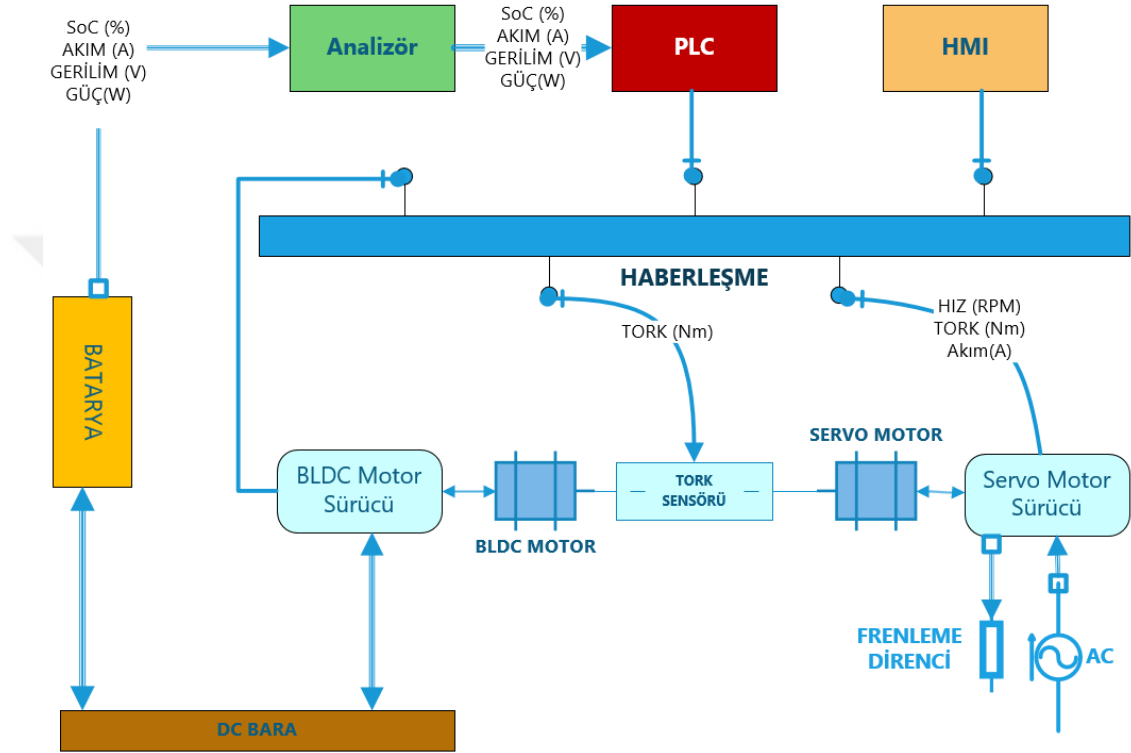 SoC (%)
AKIM (A)
GERİLİM (V)
GÜÇ(W)
Analizör
SoC (%)
AKIM (A)
GERİLİM (V)
GÜÇ(W)
PLC
HMI
HABERLEŞME
BATARYA
TORK (Nm)
HIZ (RPM)
TORK (Nm)
Akım(A)
BLDC Motor
Sürücü
BLDC MOTOR
TORK
SENSÖRÜ
SERVO MOTOR
Servo Motor
Sürücü
FRENLEME
DİRENCİ
AC
DC BARA